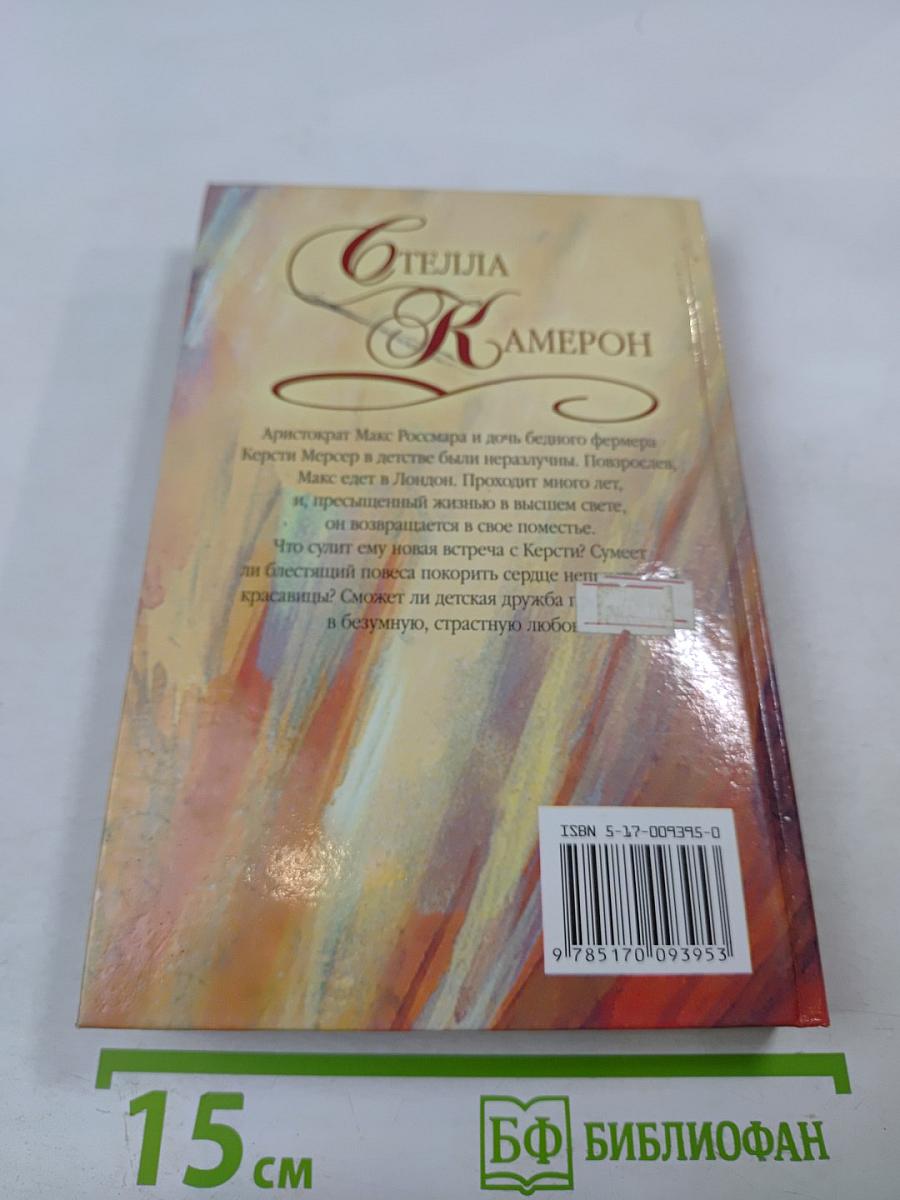 СТЕЛЛА
КАМЕРОН
Аристократ Макс Россмара и дочь бедного фермера
Керсти Мерсер в детстве были неразлучны. Повзрослев,
Макс едет в Лондон. Проходит много лет,
и, пресыщенный жизнью в высшем свете,
он возвращается в свое поместье.
Что сулит ему новая встреча с Керсти? Сумеет
ли блестящий повеса покорить сердце
красавицы? Сможет ли детская дружба
в безумную, страстную
ISBN 5-17-009395-0
9 785170 093953
15 см
БФ БИБЛИОФАН